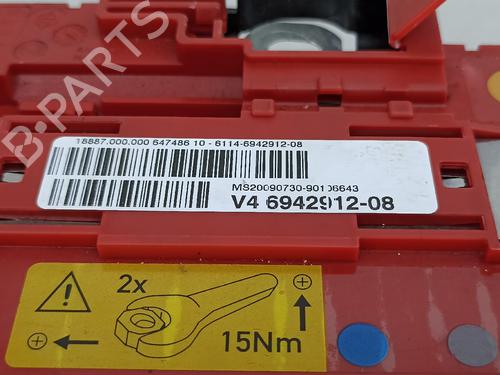 18887.000.000 647486 10 - 6114-6942912-08
MS20090730-90106643
V4 6942912-08
2x
15Nm
B-PARTS